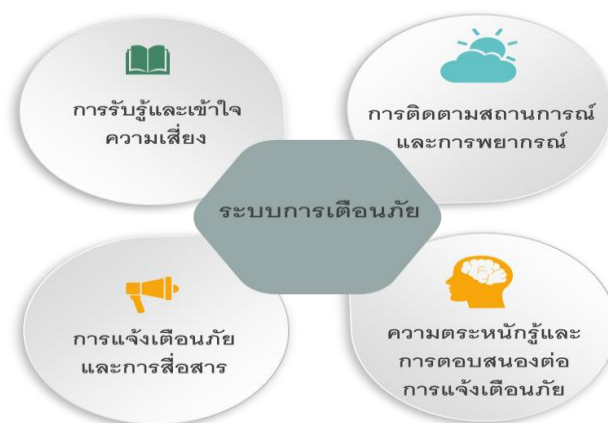 การรับรู้และเข้าใจ
ความเสี่ยง
การติดตามสถานการณ์
และการพยากรณ์
ระบบการเตือนภัย
การแจ้งเตือนภัย
และการสื่อสาร
ความตระหนักรู้และ
การตอบสนองต่อ
การแจ้งเตือนภัย